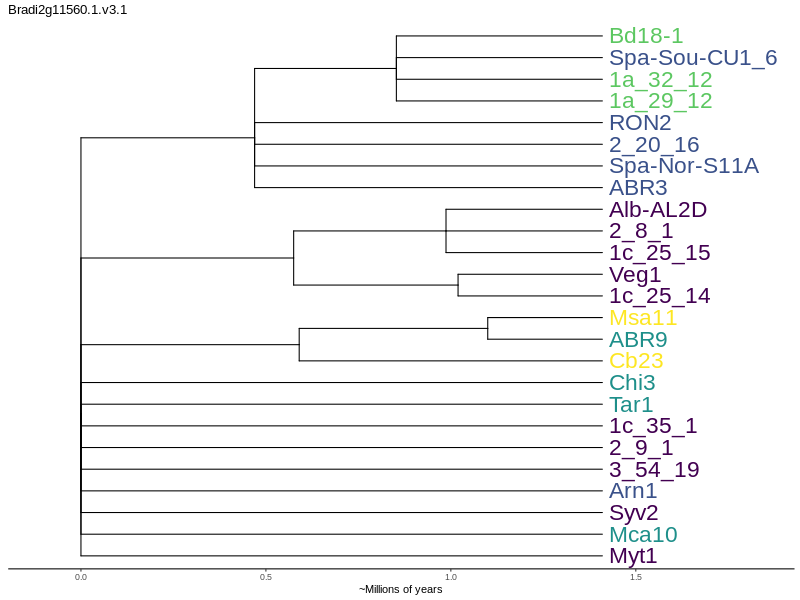 Bradi2g11560.1.v3.1
Bd18-1
Spa-Sou-CU1_6
1a_32_12
1a_29_12
RON2
2_20_16
Spa-Nor-S11A
ABR3
Alb-AL2D
2_8_1
1c_25_15
Veg1
1c_25_14
Msa11
ABR9
Cb23
Chi3
Tar1
1c_35_1
2_9_1
3_54_19
Arn1
Syv2
Mca10
Myt1
0.0 0.5 1.0 1.5
~Millions of years